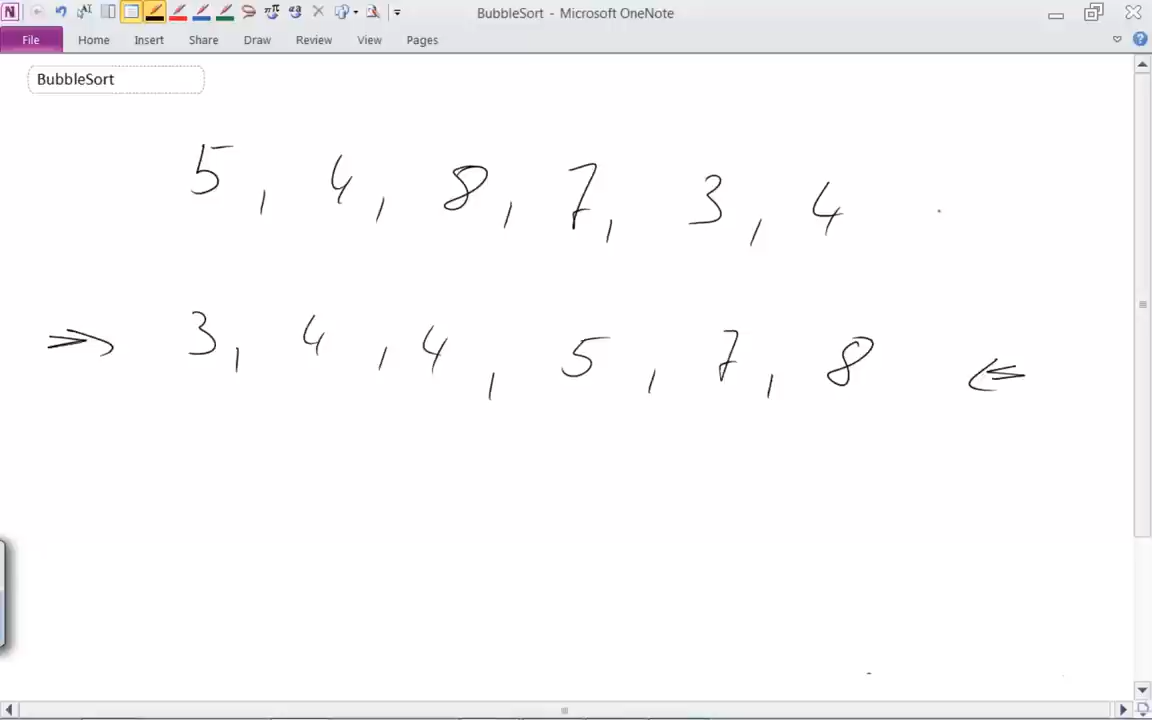 BubbleSort - Microsoft OneNote
File Home Insert Share Draw Review View Pages
BubbleSort
5, 4, 8, 7, 3, 4
⇒ 3, 4, 4, 5, 7, 8 ⇐